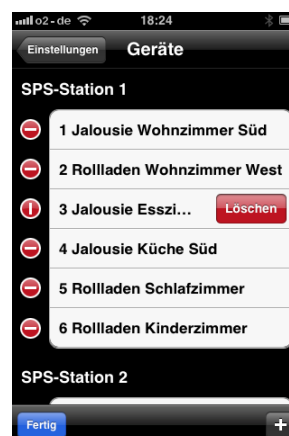 o2-de 18:24
Einstellungen Geräte
SPS-Station 1
1 Jalousie Wohnzimmer Süd
2 Rollladen Wohnzimmer West
3 Jalousie Esszi... Löschen
4 Jalousie Küche Süd
5 Rollladen Schlafzimmer
6 Rollladen Kinderzimmer
SPS-Station 2
Fertig +